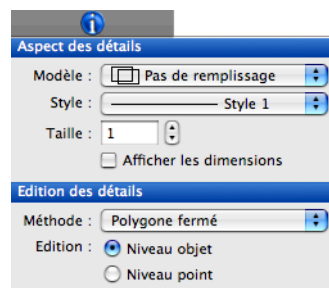 Aspect des détails
Modèle : Pas de remplissage
Style : Style 1
Taille : 1
Afficher les dimensions
Edition des détails
Méthode : Polygone fermé
Edition : Niveau objet
Niveau point